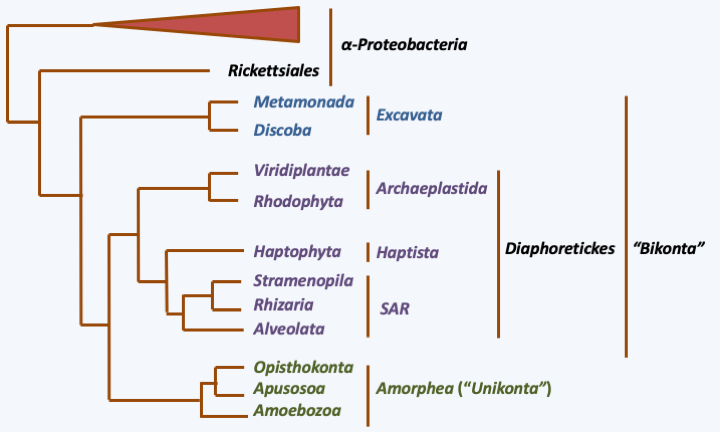 α-Proteobacteria
Rickettsiales
Metamonada
Excavata
Discoba
Viridiplantae
Archaeplastida
Rhodophyta
Diaphoretickes
“Bikonta”
Haptophyta
Haptista
Stramenopila
Rhizaria
SAR
Alveolata
Opisthokonta
Apusosoa
Amorphea (“Unikonta”)
Amoebozoa